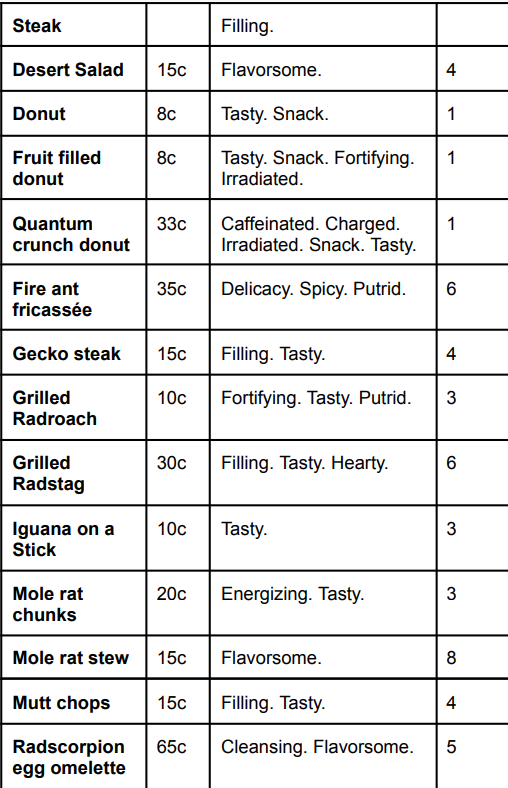 Steak Filling.
Desert Salad 15c Flavorsome. 4
Donut 8c Tasty. Snack. 1
Fruit filled 8c Tasty. Snack. Fortifying. 1
donut Irradiated.
Quantum 33c Caffeinated. Charged. 1
crunch donut Irradiated. Snack. Tasty.
Fire ant 35c Delicacy. Spicy. Putrid. 6
fricassée
Gecko steak 15c Filling. Tasty. 4
Grilled 10c Fortifying. Tasty. Putrid. 3
Radroach
Grilled 30c Filling. Tasty. Hearty. 6
Radstag
Iguana on a 10c Tasty. 3
Stick
Mole rat 20c Energizing. Tasty. 3
chunks
Mole rat stew 15c Flavorsome. 8
Mutt chops 15c Filling. Tasty. 4
Radscorpion 65c Cleansing. Flavorsome. 5
egg omelette